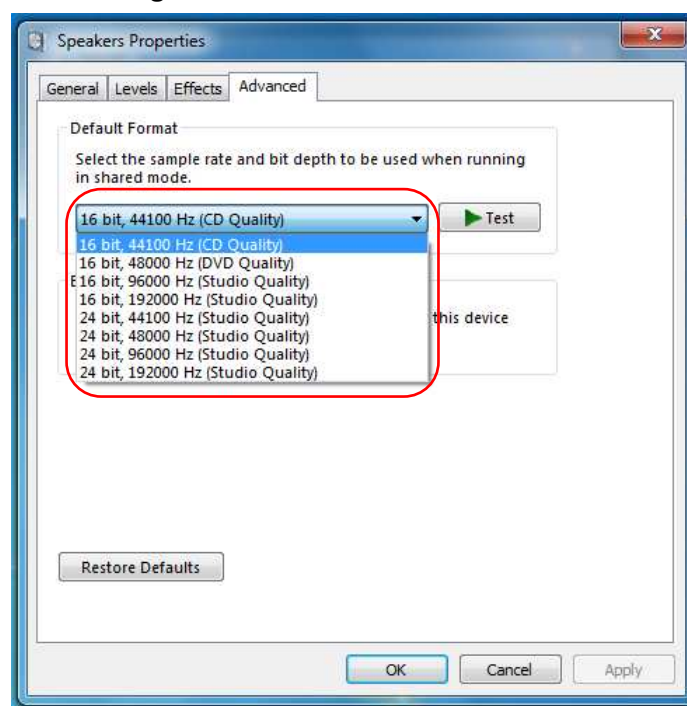 Speakers Properties
General Levels Effects Advanced
Default Format
Select the sample rate and bit depth to be used when running
in shared mode.
16 bit, 44100 Hz (CD Quality)
Test
16 bit, 44100 Hz (CD Quality)
16 bit, 48000 Hz (DVD Quality)
16 bit, 96000 Hz (Studio Quality)
16 bit, 192000 Hz (Studio Quality)
24 bit, 44100 Hz (Studio Quality)
this device
24 bit, 48000 Hz (Studio Quality)
24 bit, 96000 Hz (Studio Quality)
24 bit, 192000 Hz (Studio Quality)
Restore Defaults
OK Cancel Apply